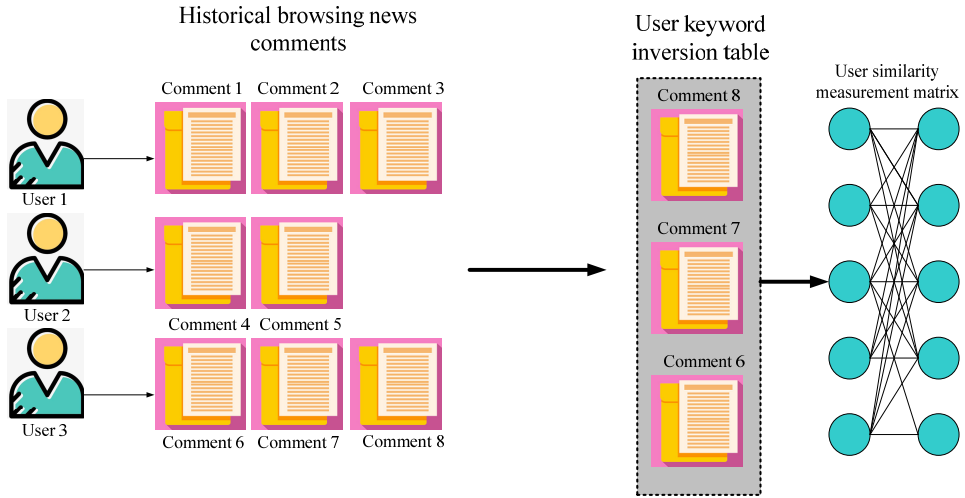 Historical browsing news
comments
User keyword
inversion table
User similarity
measurement matrix
Comment 1 Comment 2 Comment 3
User 1
User 2
Comment 4 Comment 5
User 3
Comment 6 Comment 7 Comment 8
Comment 8
Comment 7
Comment 6